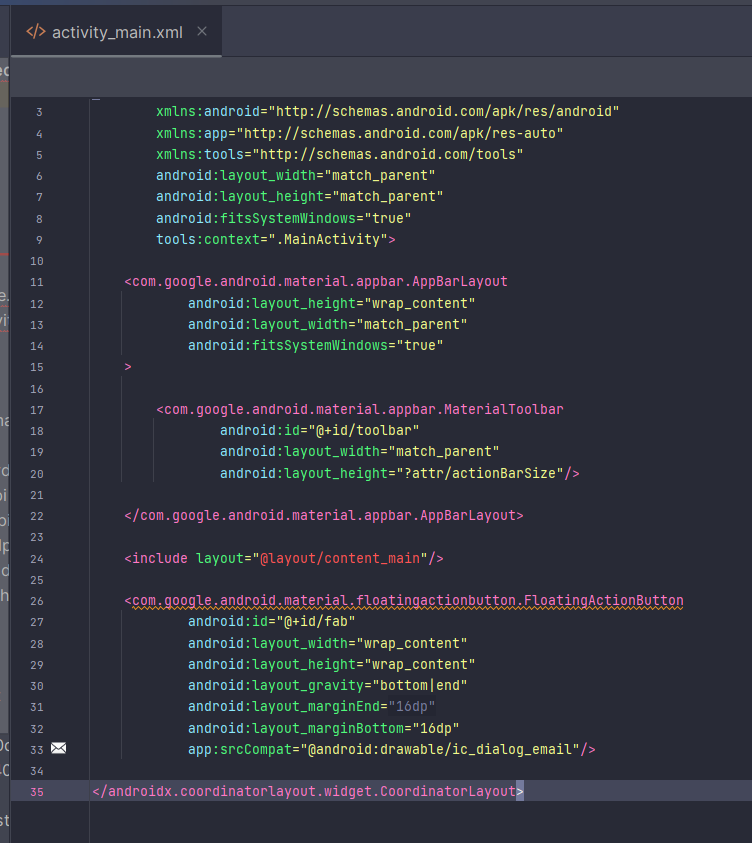 activity_main.xml
3 xmlns:android="http://schemas.android.com/apk/res/android"
4 xmlns:app="http://schemas.android.com/apk/res-auto"
5 xmlns:tools="http://schemas.android.com/tools"
6 android:layout_width="match_parent"
7 android:layout_height="match_parent"
8 android:fitsSystemWindows="true"
9 tools:context=".MainActivity">
10
11 <com.google.android.material.appbar.AppBarLayout
12 android:layout_height="wrap_content"
13 android:layout_width="match_parent"
14 android:fitsSystemWindows="true"
15 >
16
17 <com.google.android.material.appbar.MaterialToolbar
18 android:id="@+id/toolbar"
19 android:layout_width="match_parent"
20 android:layout_height="?attr/actionBarSize"/>
21
22 </com.google.android.material.appbar.AppBarLayout>
23
24 <include layout="@layout/content_main"/>
25
26 <com.google.android.material.floatingactionbutton.FloatingActionButton
27 android:id="@+id/fab"
28 android:layout_width="wrap_content"
29 android:layout_height="wrap_content"
30 android:layout_gravity="bottom|end"
31 android:layout_marginEnd="16dp"
32 android:layout_marginBottom="16dp"
33 app:srcCompat="@android:drawable/ic_dialog_email"/>
34
35 </androidx.coordinatorlayout.widget.CoordinatorLayout>